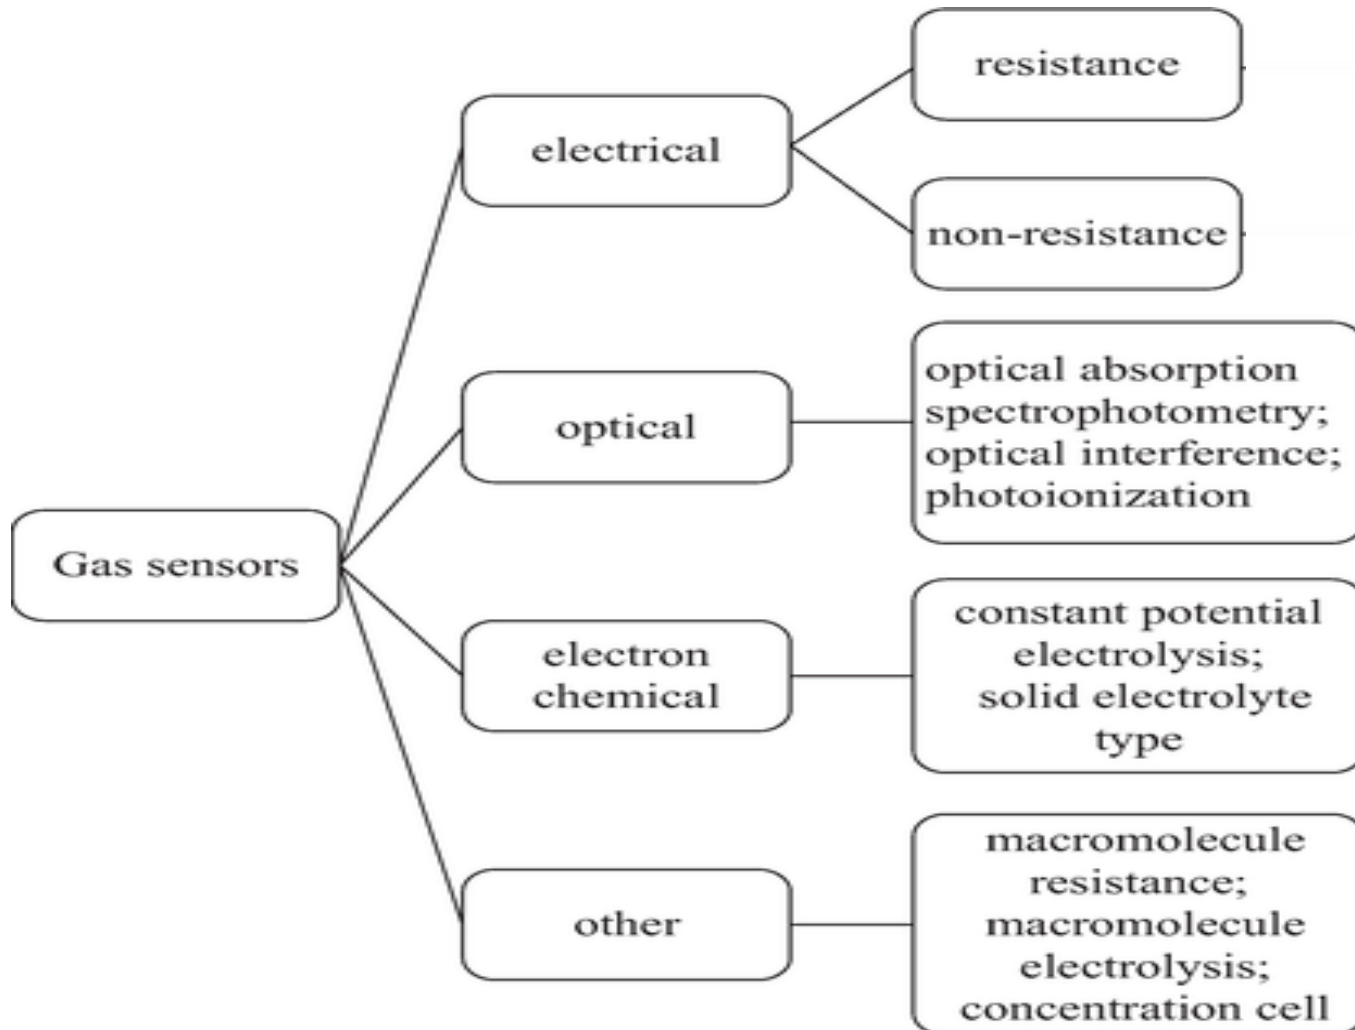 resistance
electrical
non-resistance
optical absorption
spectrophotometry;
optical interference;
photoionization
optical
Gas sensors
constant potential
electrolysis;
solid electrolyte
type
electron
chemical
macromolecule
resistance;
macromolecule
electrolysis;
concentration cell
other